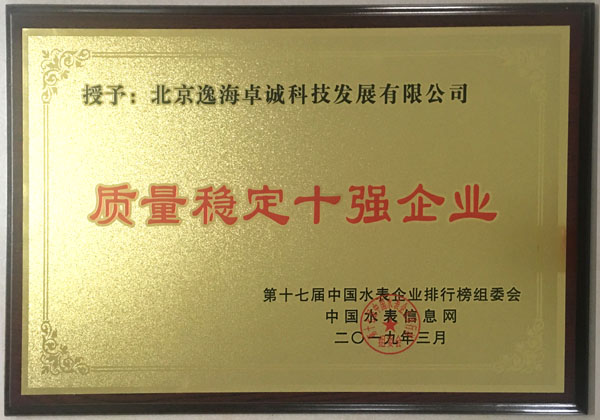 授予：北京逸海卓诚科技发展有限公司
质量稳定十强企业
第十七届中国水表企业排行榜组委会
中国水表信息网
二〇一九年三月